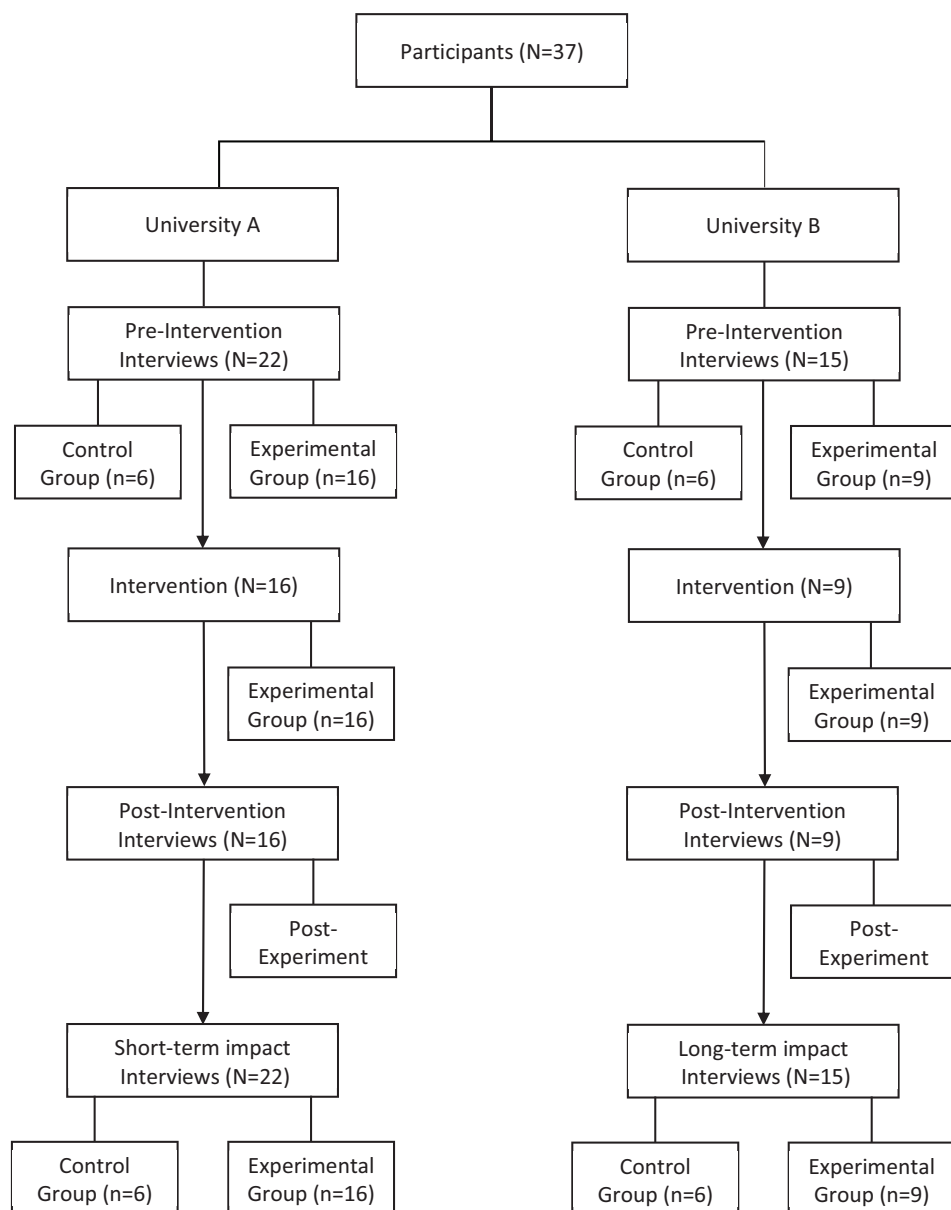 Participants (N=37)
University A
University B
Pre-Intervention
Interviews (N=22)
Pre-Intervention
Interviews (N=15)
Control
Group (n=6)
Experimental
Group (n=16)
Control
Group (n=6)
Experimental
Group (n=9)
Intervention (N=16)
Intervention (N=9)
Experimental
Group (n=16)
Experimental
Group (n=9)
Post-Intervention
Interviews (N=16)
Post-Intervention
Interviews (N=9)
Post-
Experiment
Post-
Experiment
Short-term impact
Interviews (N=22)
Long-term impact
Interviews (N=15)
Control
Group (n=6)
Experimental
Group (n=16)
Control
Group (n=6)
Experimental
Group (n=9)